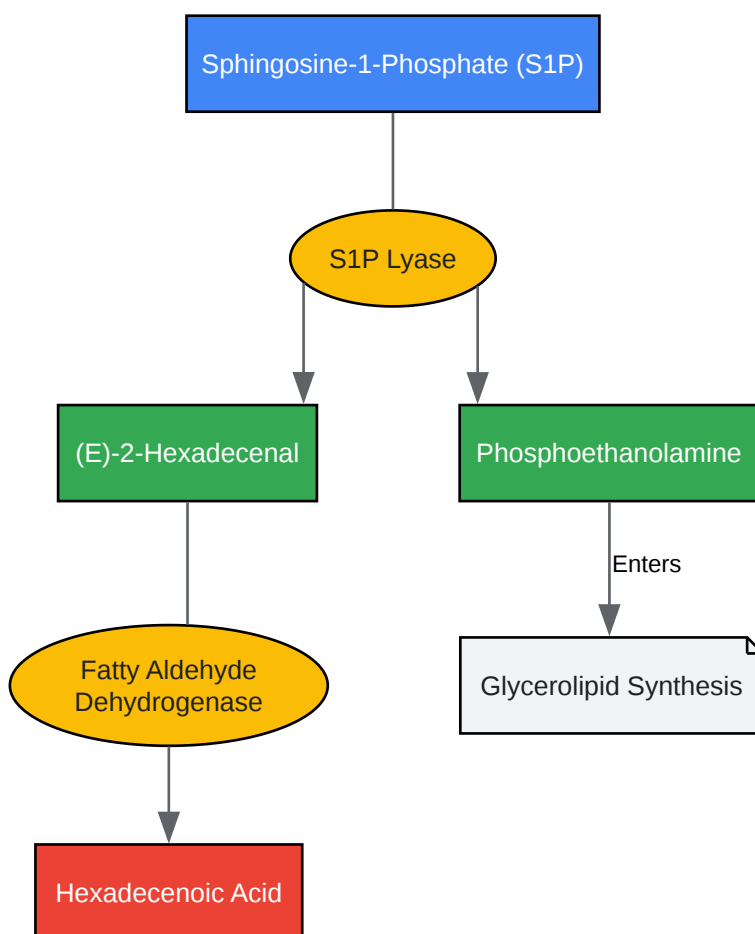 Sphingosine-1-Phosphate (S1P)
S1P Lyase
(E)-2-Hexadecenal
Phosphoethanolamine
Enters
Fatty Aldehyde
Dehydrogenase
Glycerolipid Synthesis
Hexadecenoic Acid